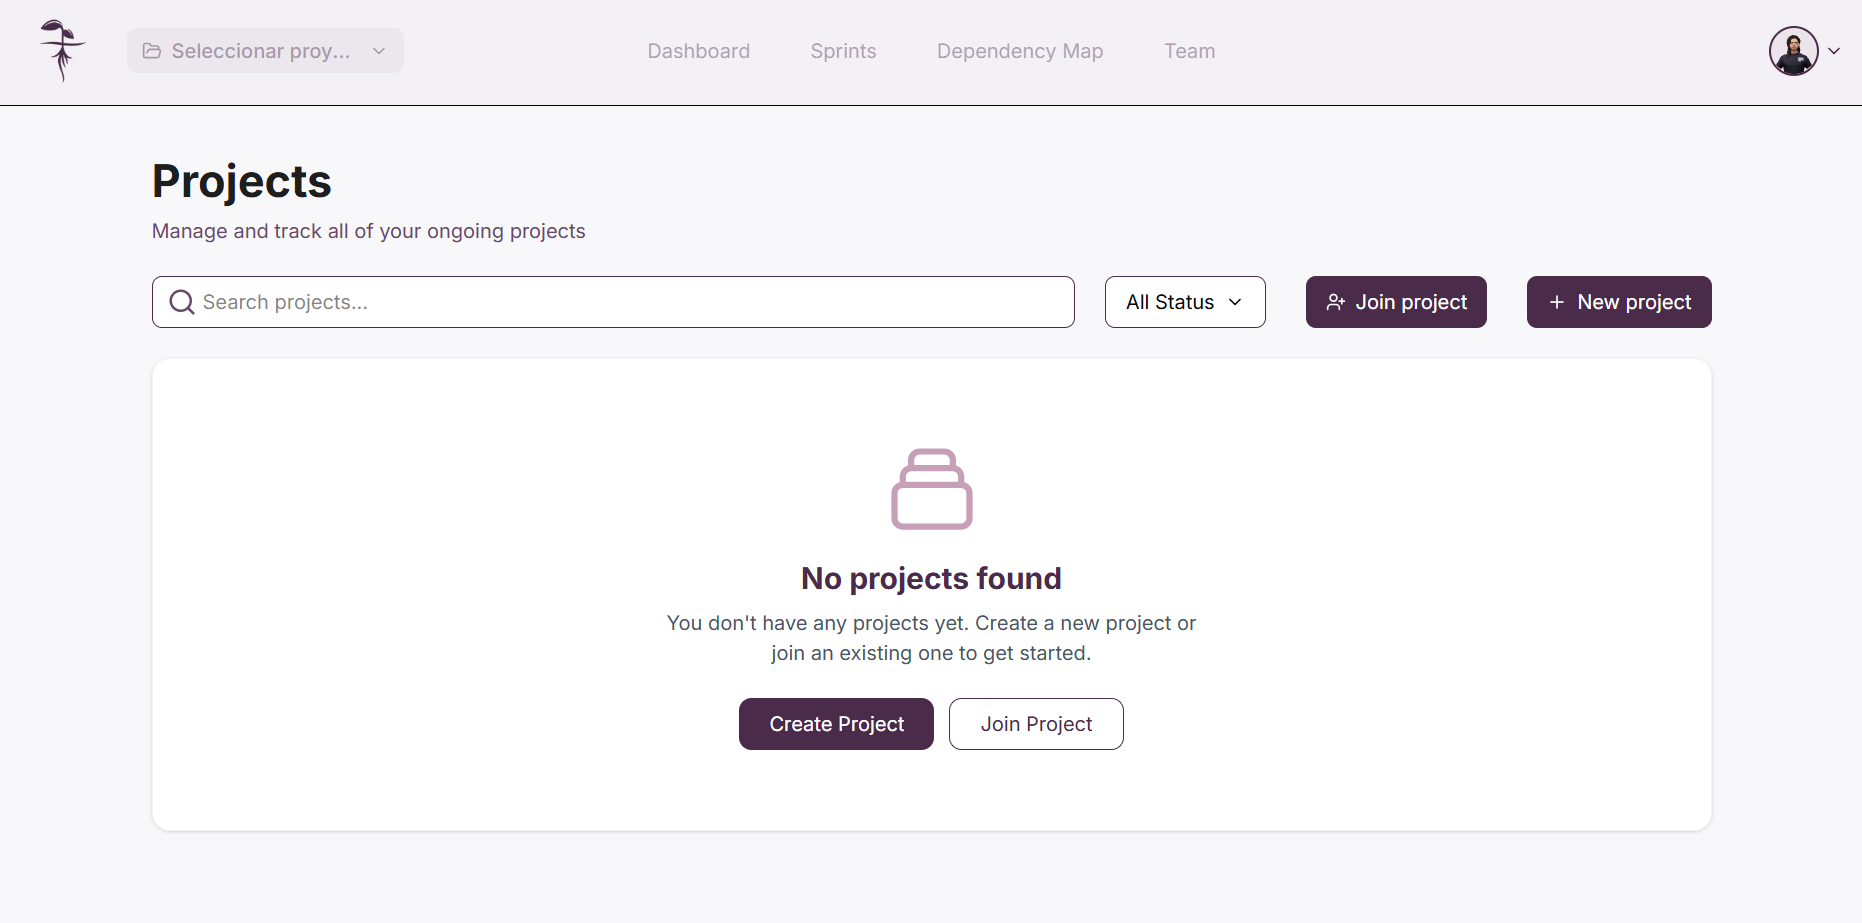 Seleccionar proy...
Dashboard
Sprints
Dependency Map
Team
Projects
Manage and track all of your ongoing projects
Search projects...
All Status
Join project
New project
No projects found
You don't have any projects yet. Create a new project or
join an existing one to get started.
Create Project
Join Project